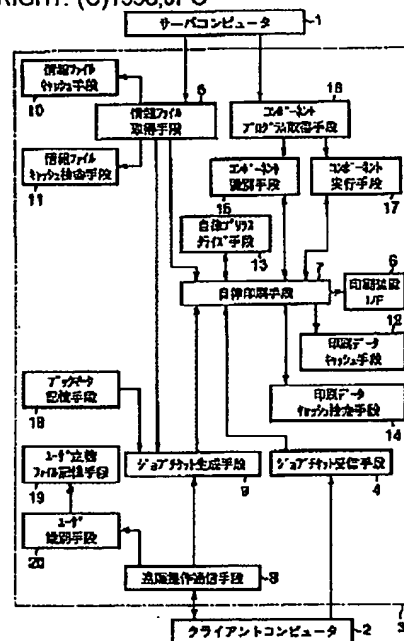 RIGHT: (C)1998,JPO
サーバコンピュータ
1
情報ファイル
キャッシュ手段
10
情報ファイル
取得手段
コンポーネント
プログラム取得手段
16
情報ファイル
キャッシュ検索手段
11
コンポーネント
識別手段
15
コンポーネント
実行手段
17
自律プリラス
タライズ手段
13
自律印刷手段
7
印刷装置
I/F
6
印刷データ
キャッシュ手段
12
印刷データ
キャッシュ検索手段
14
ブックデータ
記憶手段
18
ジョブチケット生成手段
9
ジョブチケット受信手段
4
ユーザ
ファイル記憶手段
19
ユーザ
識別手段
20
遠隔操作通信手段
8
クライアントコンピュータ
2
3